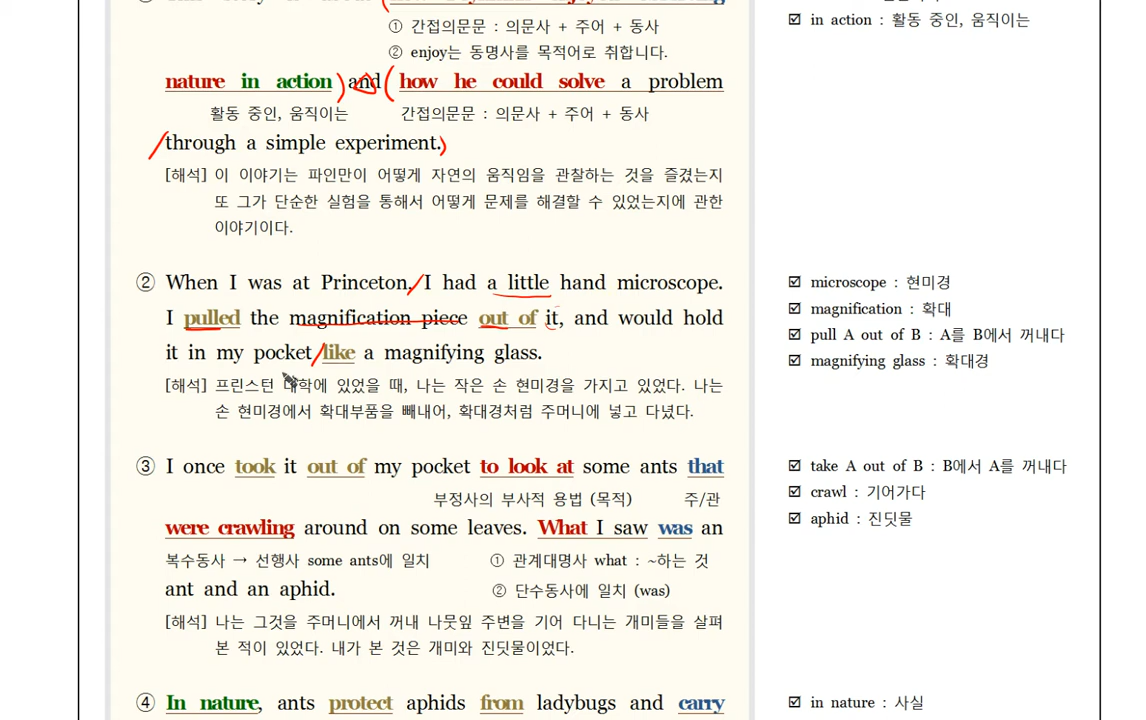 ① 간접의문문 : 의문사 + 주어 + 동사
② enjoy는 동명사를 목적어로 취합니다.
☑ in action : 활동 중인, 움직이는
nature in action and how he could solve a problem
활동 중인, 움직이는 간접의문문 : 의문사 + 주어 + 동사
through a simple experiment.
[해석] 이 이야기는 파인만이 어떻게 자연의 움직임을 관찰하는 것을 즐겼는지
또 그가 단순한 실험을 통해서 어떻게 문제를 해결할 수 있었는지에 관한
이야기이다.
② When I was at Princeton, I had a little hand microscope.
I pulled the magnification piece out of it, and would hold
it in my pocket like a magnifying glass.
[해석] 프린스턴 대학에 있었을 때, 나는 작은 손 현미경을 가지고 있었다. 나는
손 현미경에서 확대부품을 빼내어, 확대경처럼 주머니에 넣고 다녔다.
☑ microscope : 현미경
☑ magnification : 확대
☑ pull A out of B : A를 B에서 꺼내다
☑ magnifying glass : 확대경
③ I once took it out of my pocket to look at some ants that
부정사의 부사적 용법 (목적) 주/관
were crawling around on some leaves. What I saw was an
복수동사 → 선행사 some ants에 일치 ① 관계대명사 what : ~하는 것
ant and an aphid. ② 단수동사에 일치 (was)
[해석] 나는 그것을 주머니에서 꺼내 나뭇잎 주변을 기어 다니는 개미들을 살펴
본 적이 있었다. 내가 본 것은 개미와 진딧물이었다.
☑ take A out of B : B에서 A를 꺼내다
☑ crawl : 기어가다
☑ aphid : 진딧물
④ In nature, ants protect aphids from ladybugs and carry
☑ in nature : 사실